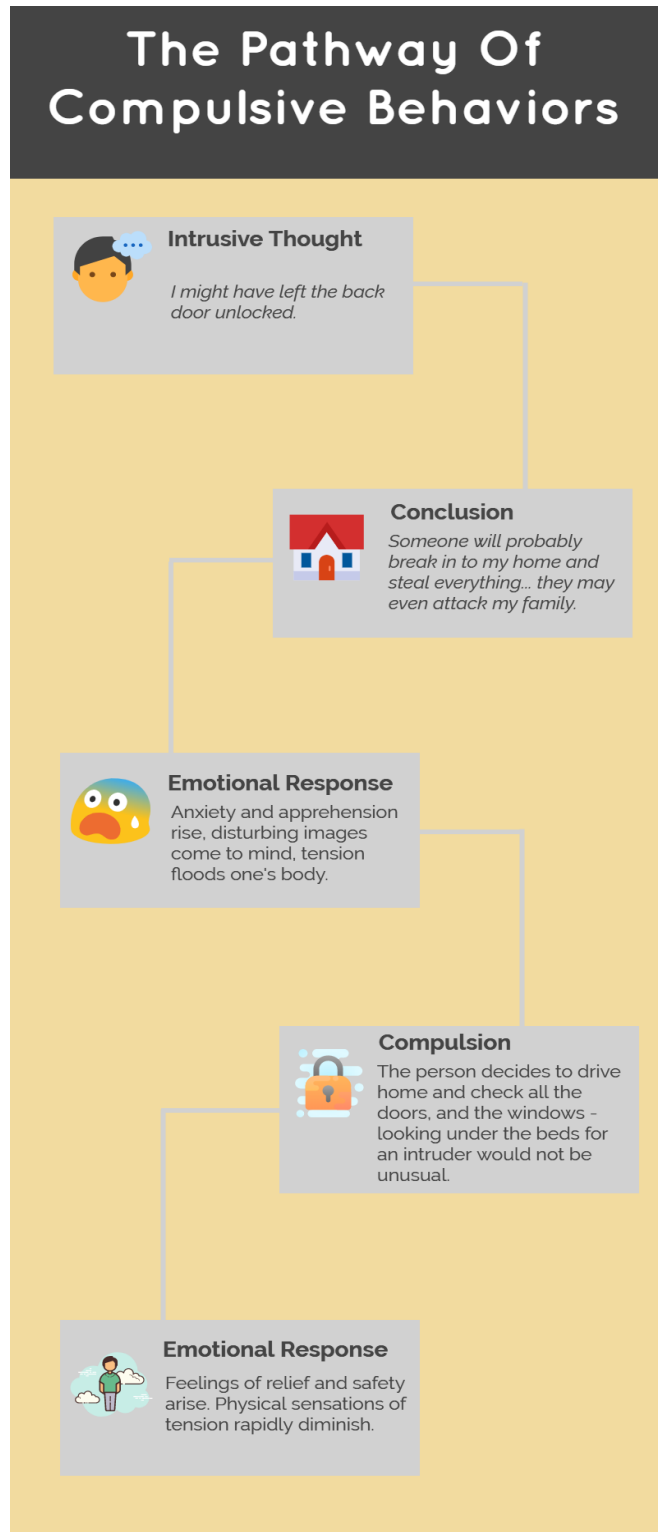 The Pathway Of
Compulsive Behaviors
Intrusive Thought
I might have left the back
door unlocked.
Conclusion
Someone will probably
break in to my home and
steal everything... they may
even attack my family.
Emotional Response
Anxiety and apprehension
rise, disturbing images
come to mind, tension
floods one's body.
Compulsion
The person decides to drive
home and check all the
doors, and the windows -
looking under the beds for
an intruder would not be
unusual.
Emotional Response
Feelings of relief and safety
arise. Physical sensations of
tension rapidly diminish.